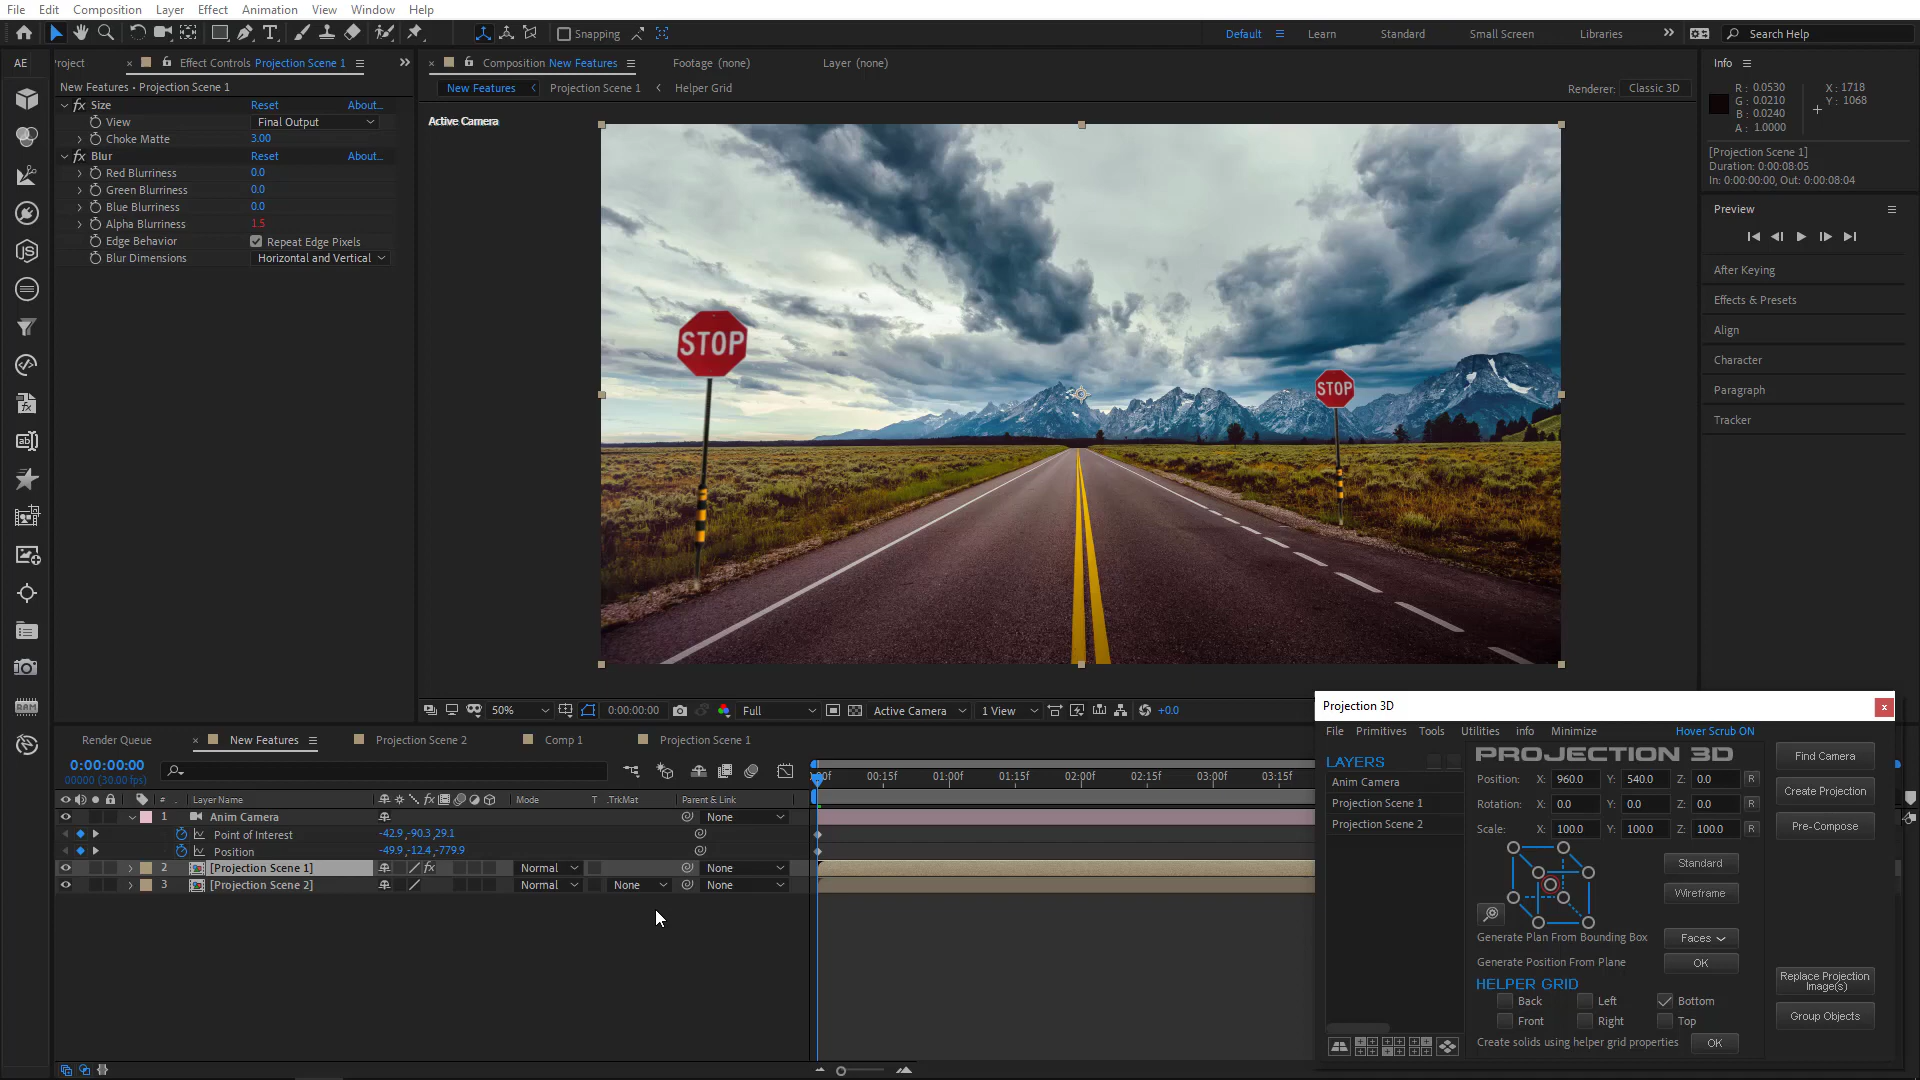 File Edit Composition Layer Effect Animation View Window Help
Snapping
Default Learn Standard Small Screen Libraries Search Help
AE roject Effect Controls Projection Scene 1
Composition New Features Footage (none) Layer (none)
Info
New Features • Projection Scene 1
New Features Projection Scene 1 Helper Grid
Renderer: Classic 3D
fx Size Reset About...
View Final Output
Choke Matte 3.00
fx Blur Reset About...
Red Blurriness 0.0
Green Blurriness 0.0
Blue Blurriness 0.0
Alpha Blurriness 1.5
Edge Behavior Repeat Edge Pixels
Blur Dimensions Horizontal and Vertical
Active Camera
STOP
STOP
R: 0.0530
G: 0.0210
B: 0.0240
A: 1.0000
X: 1718
Y: 1068
[Projection Scene 1]
Duration: 0:00:08:05
In: 0:00:00:00, Out: 0:00:08:04
Preview
After Keying
Effects & Presets
Align
Character
Paragraph
Tracker
50% 0:00:00:00 Full Active Camera 1 View +0.0
Render Queue New Features Projection Scene 2 Comp 1 Projection Scene 1
0:00:00:00
00000 (30.00 fps)
:00f 00:15f 01:00f 01:15f 02:00f 02:15f 03:00f 03:15f
# Layer Name fx Mode T .TrkMat Parent & Link
1 Anim Camera None
Point of Interest -42.9,-90.3,29.1
Position -49.9,-12.4,-779.9
2 [Projection Scene 1] fx Normal None
3 [Projection Scene 2] Normal None None
Projection 3D x
File Primitives Tools Utilities info Minimize Hover Scrub ON
LAYERS
Anim Camera
Projection Scene 1
Projection Scene 2
PROJECTION 3D
Position: X: 960.0 Y: 540.0 Z: 0.0 R
Rotation: X: 0.0 Y: 0.0 Z: 0.0 R
Scale: X: 100.0 Y: 100.0 Z: 100.0 R
Standard
Wireframe
Generate Plan From Bounding Box Faces
Generate Position From Plane OK
HELPER GRID
Back Left Bottom
Front Right Top
Create solids using helper grid properties OK
Find Camera
Create Projection
Pre-Compose
Replace Projection
Image(s)
Group Objects
JS
fx
RAM